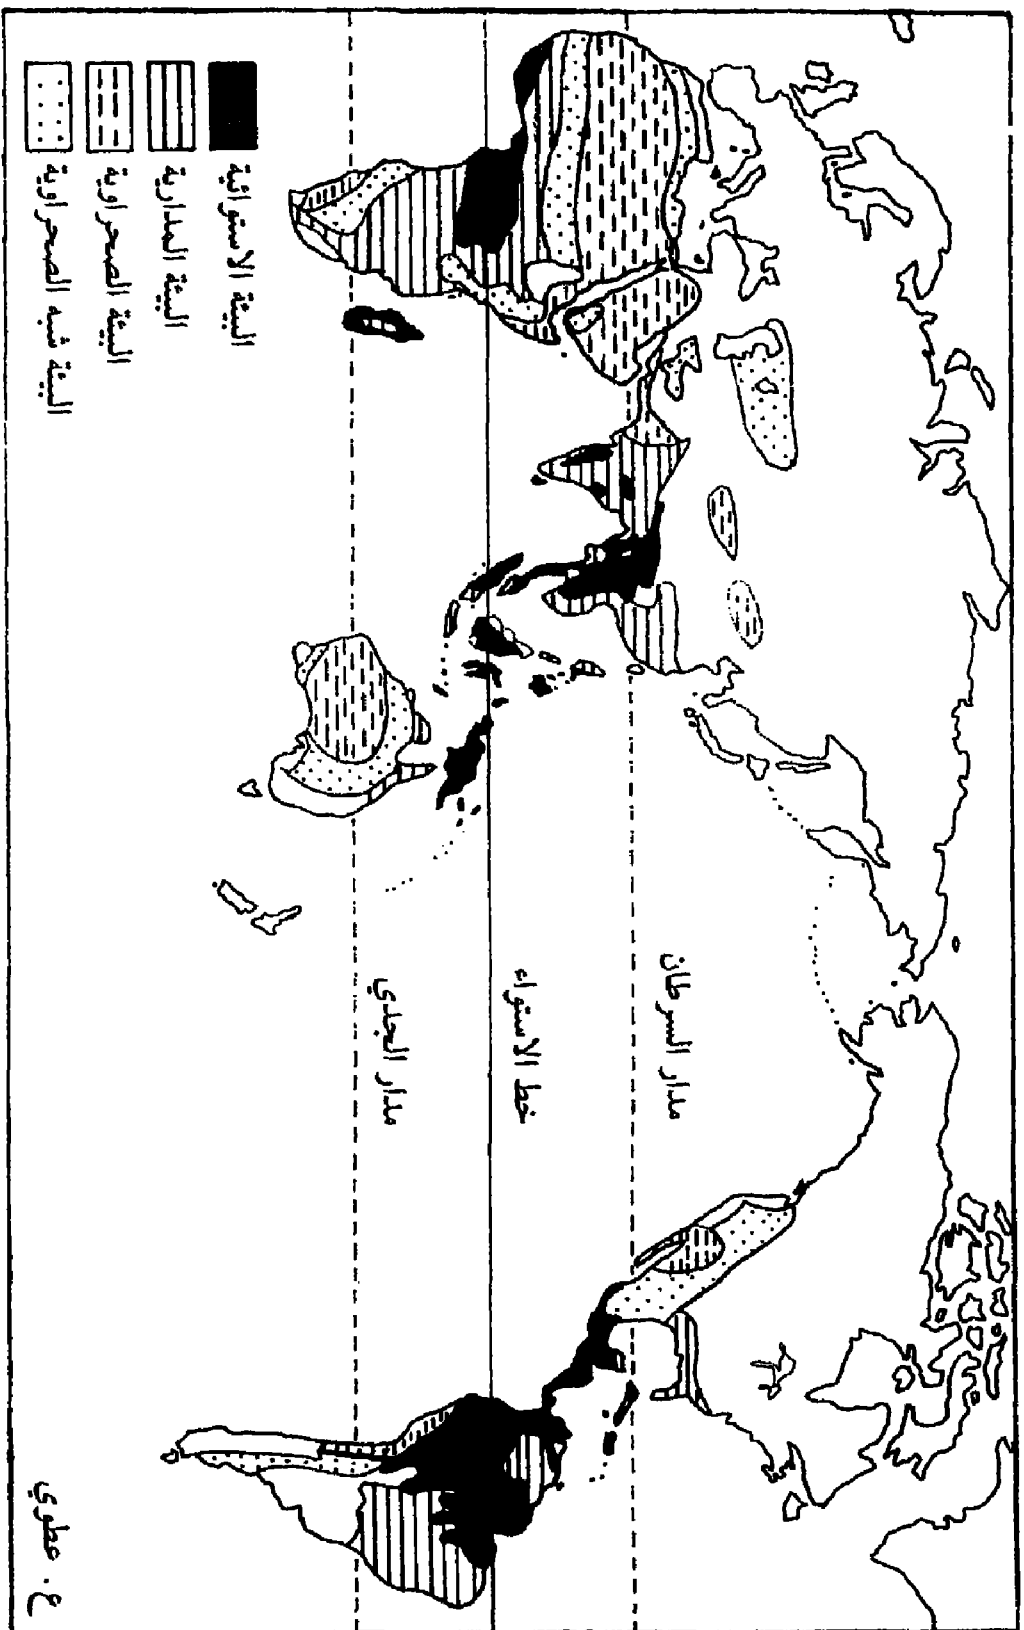 مدار السرطان
خط الاستواء
مدار الجدي
البيئة الاستوائية
البيئة المدارية
البيئة الصحراوية
البيئة شبه الصحراوية
ع. عطوي